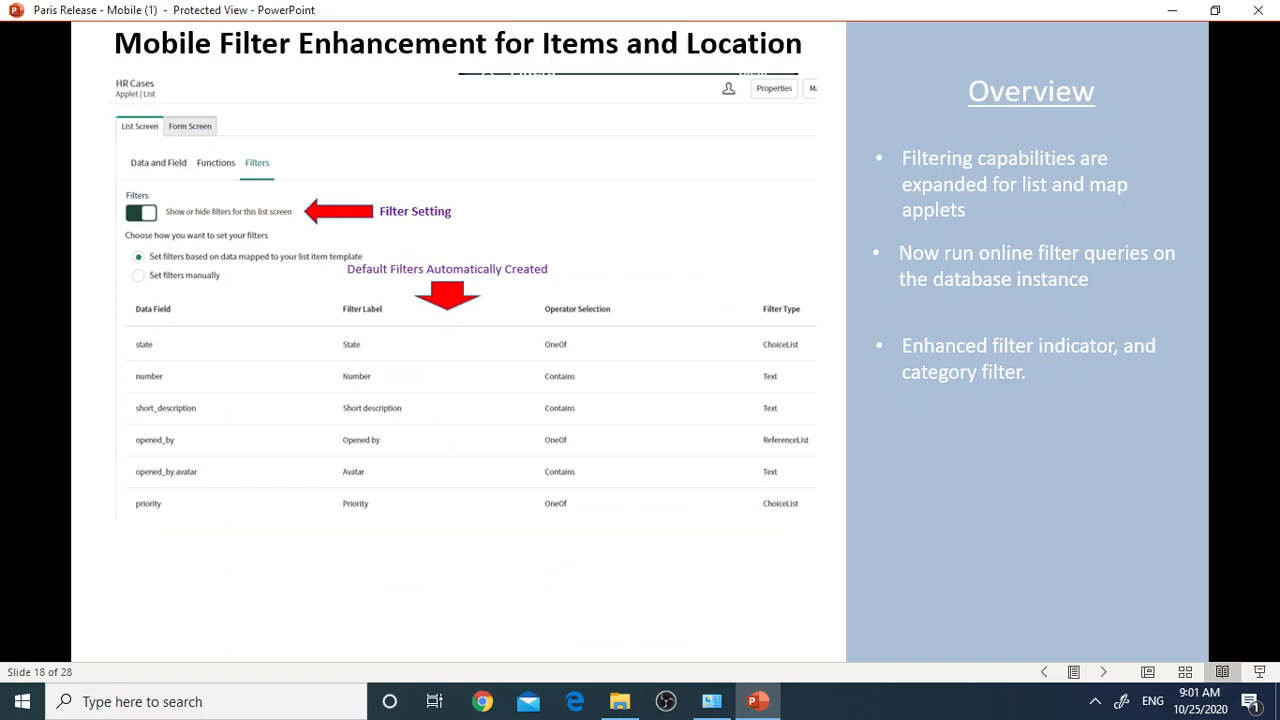 Paris Release - Mobile (1) - Protected View - PowerPoint
Mobile Filter Enhancement for Items and Location
HR Cases
Applet | List
Properties
List Screen Form Screen
Data and Field Functions Filters
Filters
Show or hide filters for this list screen
Filter Setting
Choose how you want to set your filters
Set filters based on data mapped to your list item template
Set filters manually
Default Filters Automatically Created
Data Field Filter Label Operator Selection Filter Type
state State OneOf ChoiceList
number Number Contains Text
short_description Short description Contains Text
opened_by Opened by OneOf ReferenceList
opened_by.avatar Avatar Contains Text
priority Priority OneOf ChoiceList
Overview
• Filtering capabilities are
expanded for list and map
applets
• Now run online filter queries on
the database instance
• Enhanced filter indicator, and
category filter.
Slide 18 of 28
Type here to search
ENG
9:01 AM
10/25/2020
1